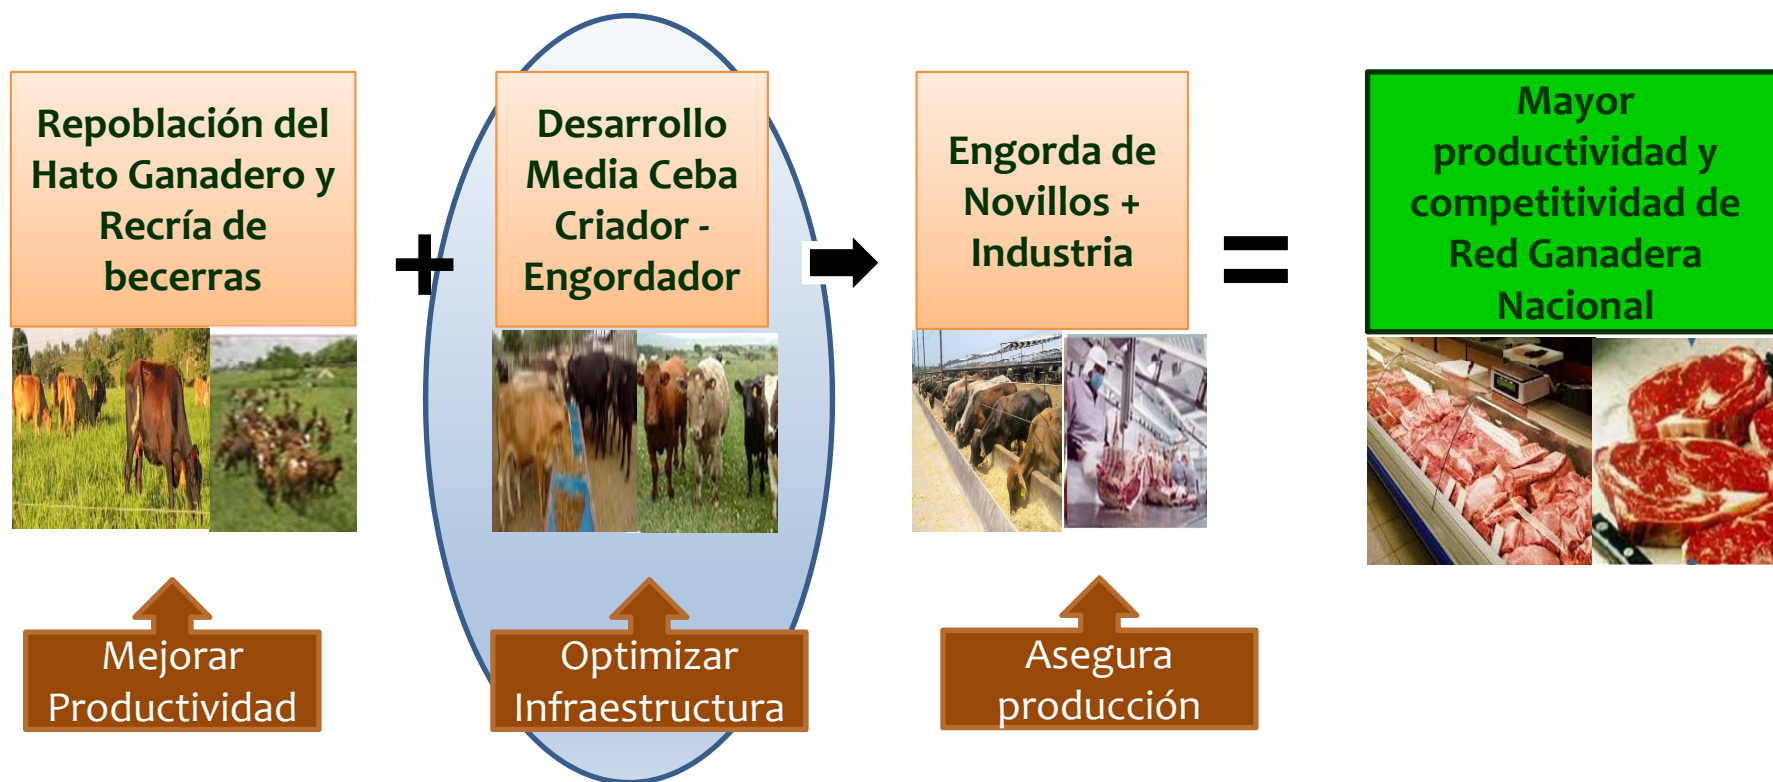 Repoblación del
Hato Ganadero y
Recría de
becerras
+
Desarrollo
Media Ceba
Criador -
Engordador
Engorda de
Novillos +
Industria
=
Mayor
productividad y
competitividad de
Red Ganadera
Nacional
Mejorar
Productividad
Optimizar
Infraestructura
Asegura
producción